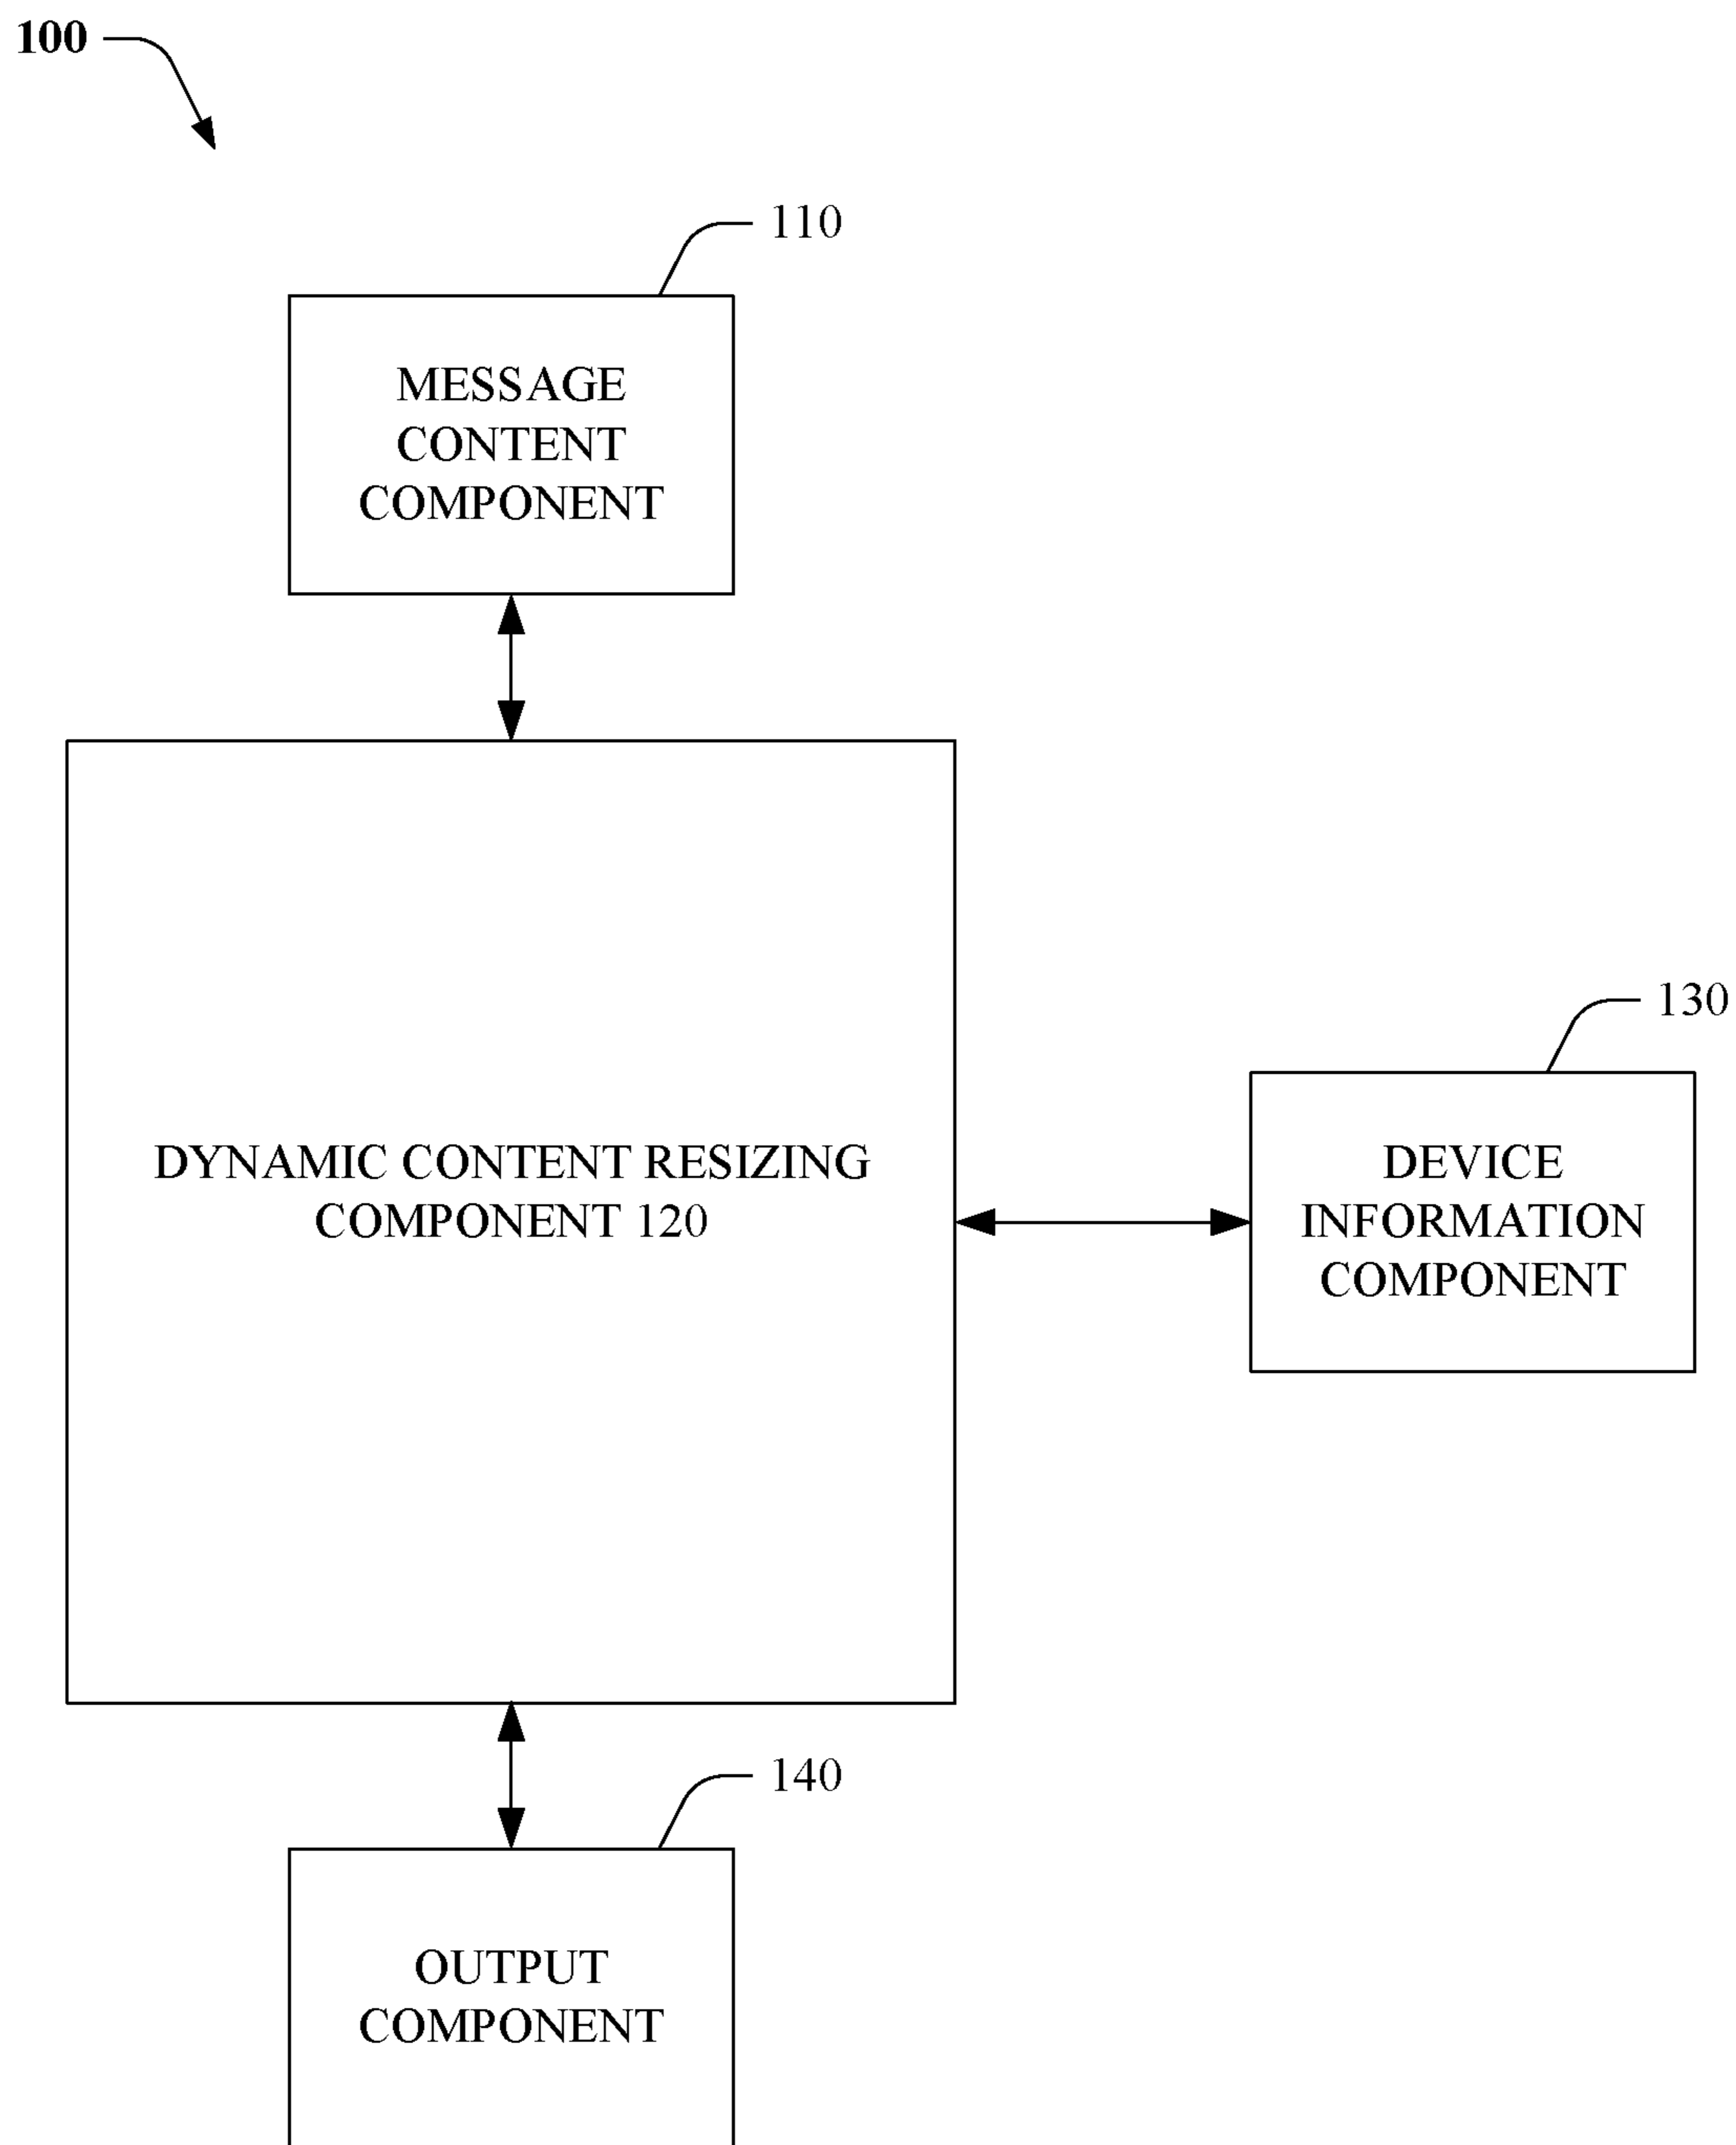 100
110
MESSAGE
CONTENT
COMPONENT
DYNAMIC CONTENT RESIZING
COMPONENT 120
130
DEVICE
INFORMATION
COMPONENT
140
OUTPUT
COMPONENT